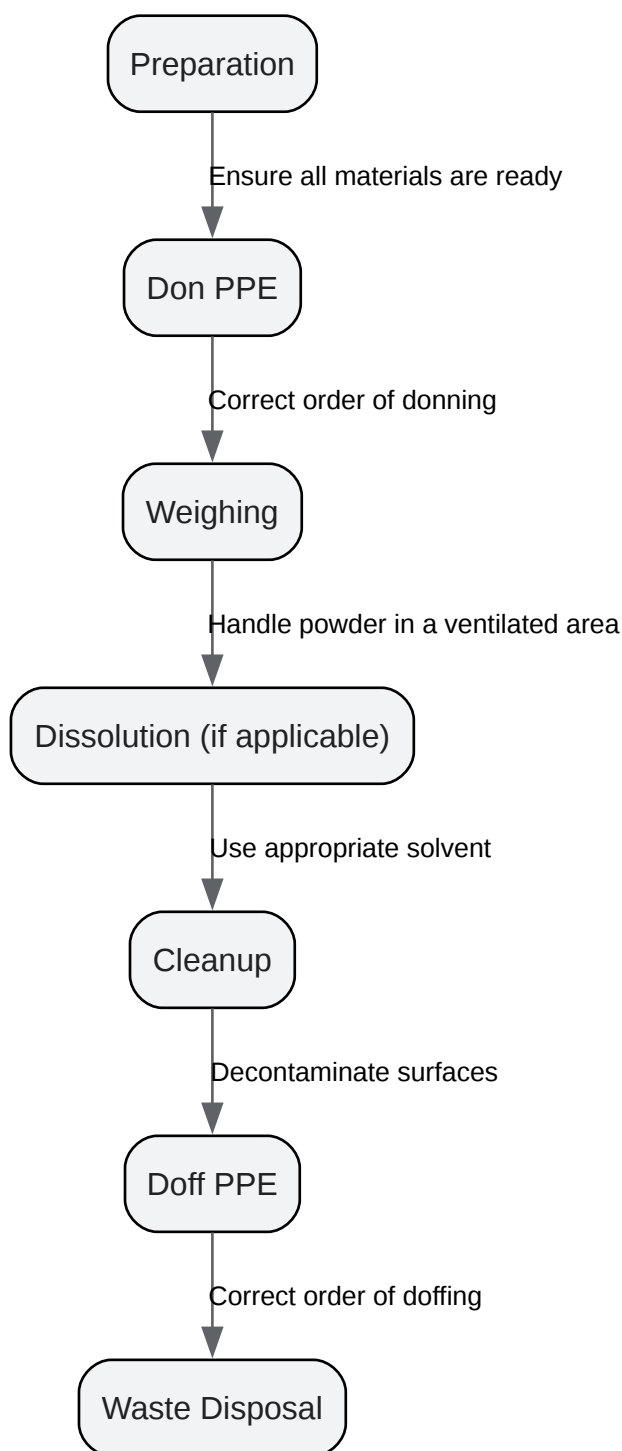 Preparation
Ensure all materials are ready
Don PPE
Correct order of donning
Weighing
Handle powder in a ventilated area
Dissolution (if applicable)
Use appropriate solvent
Cleanup
Decontaminate surfaces
Doff PPE
Correct order of doffing
Waste Disposal